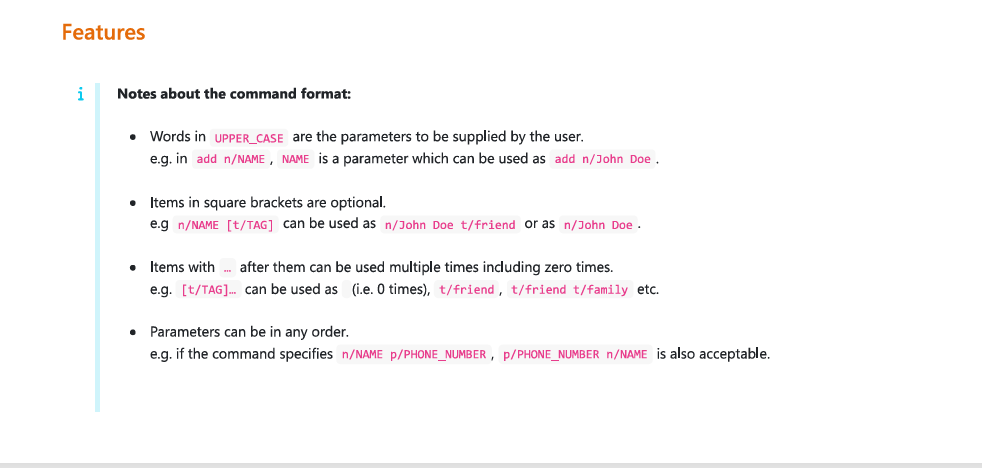 Features
i
Notes about the command format:
• Words in UPPER_CASE are the parameters to be supplied by the user.
e.g. in add n/NAME , NAME is a parameter which can be used as add n/John Doe .
• Items in square brackets are optional.
e.g n/NAME [t/TAG] can be used as n/John Doe t/friend or as n/John Doe .
• Items with … after them can be used multiple times including zero times.
e.g. [t/TAG]… can be used as   (i.e. 0 times), t/friend , t/friend t/family etc.
• Parameters can be in any order.
e.g. if the command specifies n/NAME p/PHONE_NUMBER , p/PHONE_NUMBER n/NAME is also acceptable.